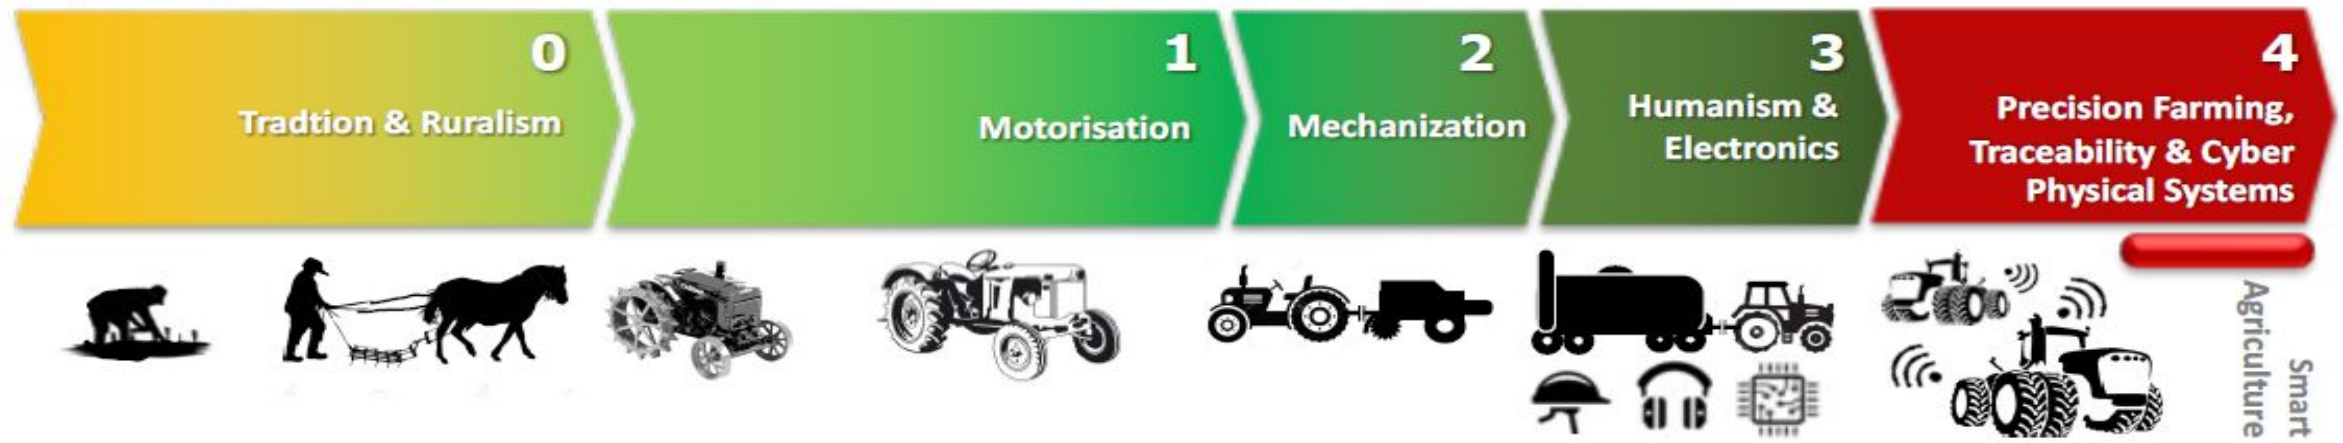 0
Tradtion & Ruralism
1
Motorisation
2
Mechanization
3
Humanism &
Electronics
4
Precision Farming,
Traceability & Cyber
Physical Systems
Smart
Agriculture